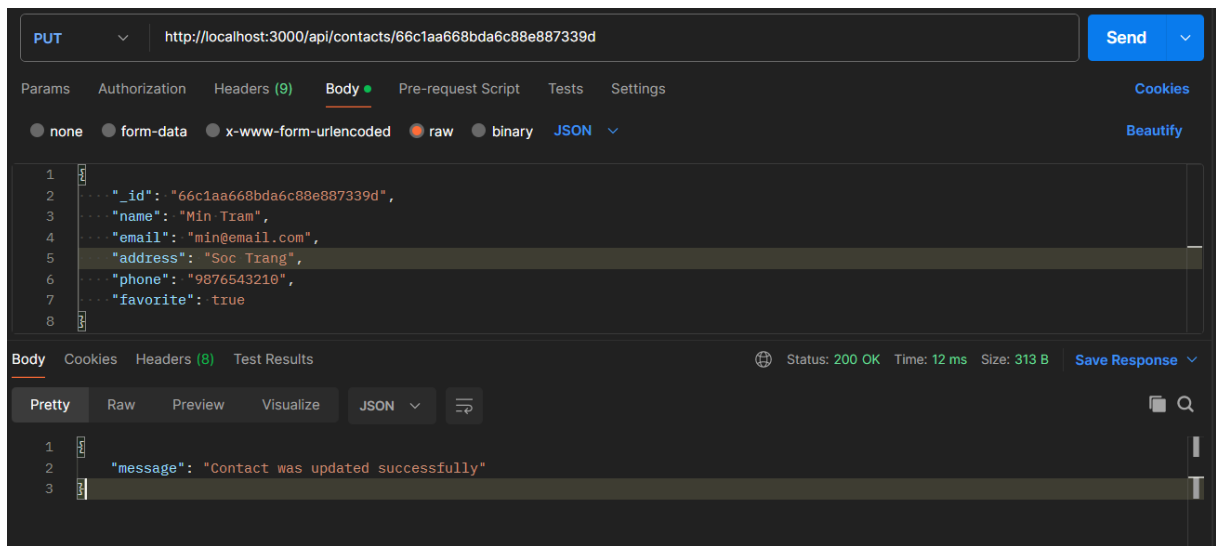 PUT http://localhost:3000/api/contacts/66c1aa668bda6c88e887339d Send
Params Authorization Headers (9) Body Pre-request Script Tests Settings Cookies
none form-data x-www-form-urlencoded raw binary JSON Beautify
1 {
2 "_id": "66c1aa668bda6c88e887339d",
3 "name": "Min Tram",
4 "email": "min@email.com",
5 "address": "Soc Trang",
6 "phone": "9876543210",
7 "favorite": true
8 }
Body Cookies Headers (8) Test Results Status: 200 OK Time: 12 ms Size: 313 B Save Response
Pretty Raw Preview Visualize JSON
1 {
2 "message": "Contact was updated successfully"
3 }